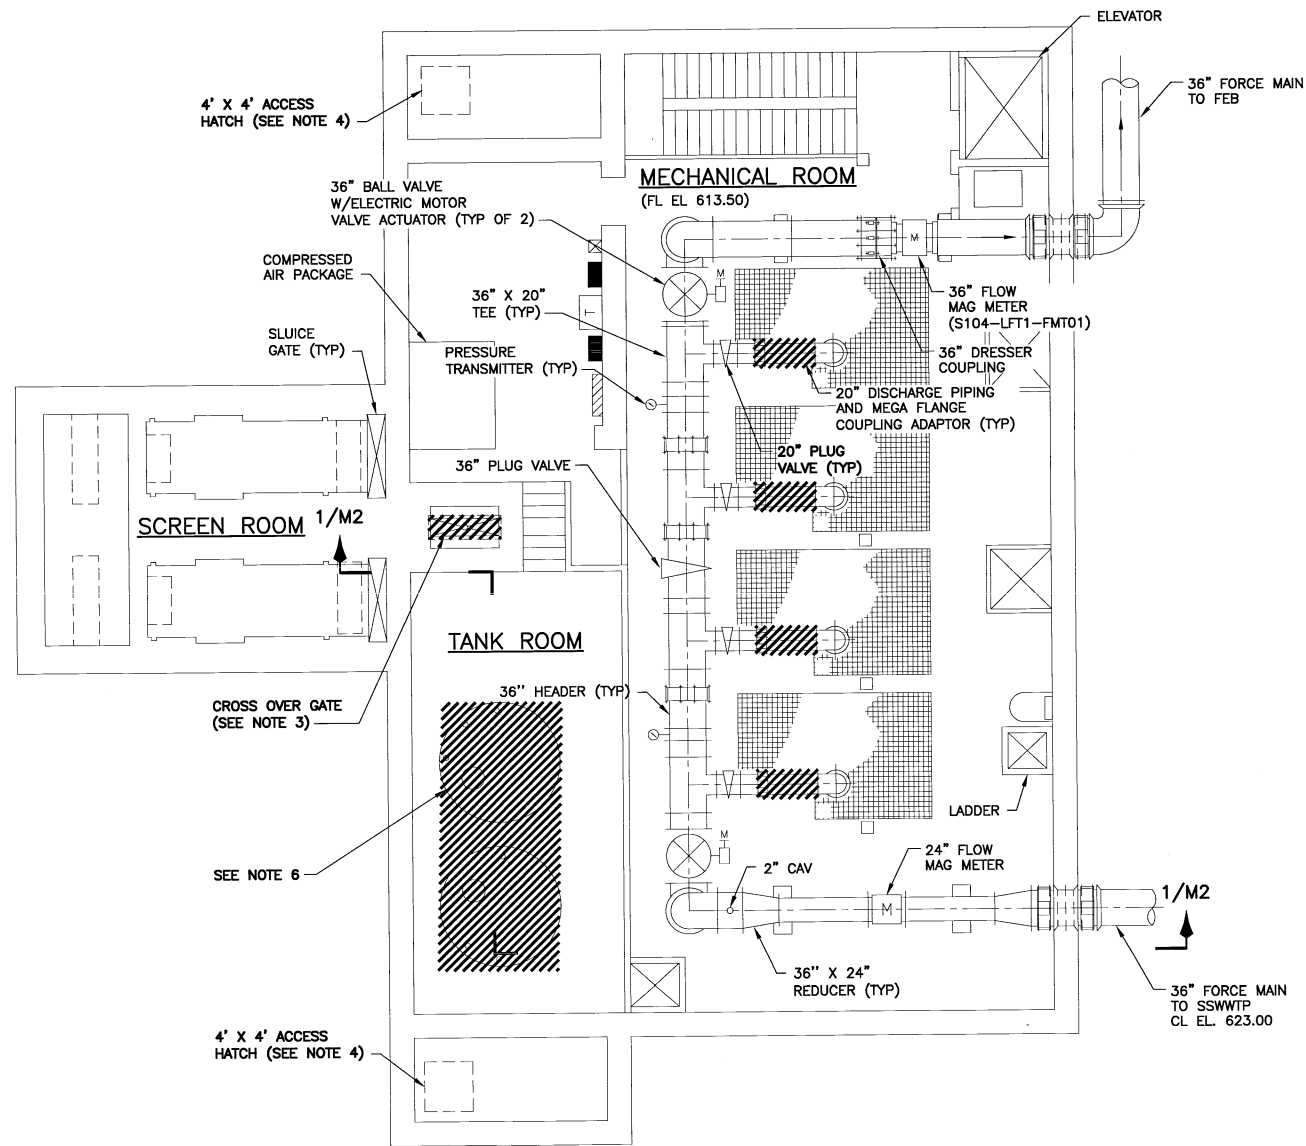 ELEVATOR
36" FORCE MAIN
TO FEB
4' X 4' ACCESS
HATCH (SEE NOTE 4)
MECHANICAL ROOM
(FL EL 613.50)
36" BALL VALVE
W/ELECTRIC MOTOR
VALVE ACTUATOR (TYP OF 2)
M
COMPRESSED
AIR PACKAGE
M
36" X 20"
TEE (TYP)
T
36" FLOW
MAG METER
(S104-LFT1-FMT01)
SLUICE
GATE (TYP)
PRESSURE
TRANSMITTER (TYP)
36" DRESSER
COUPLING
20" DISCHARGE PIPING
AND MEGA FLANGE
COUPLING ADAPTOR (TYP)
20" PLUG
VALVE (TYP)
36" PLUG VALVE
SCREEN ROOM
1/M2
TANK ROOM
36'' HEADER (TYP)
CROSS OVER GATE
(SEE NOTE 3)
LADDER
M
SEE NOTE 6
2" CAV
24" FLOW
MAG METER
M
1/M2
36'' X 24"
REDUCER (TYP)
36" FORCE MAIN
TO SSWWTP
CL EL. 623.00
4' X 4' ACCESS
HATCH (SEE NOTE 4)